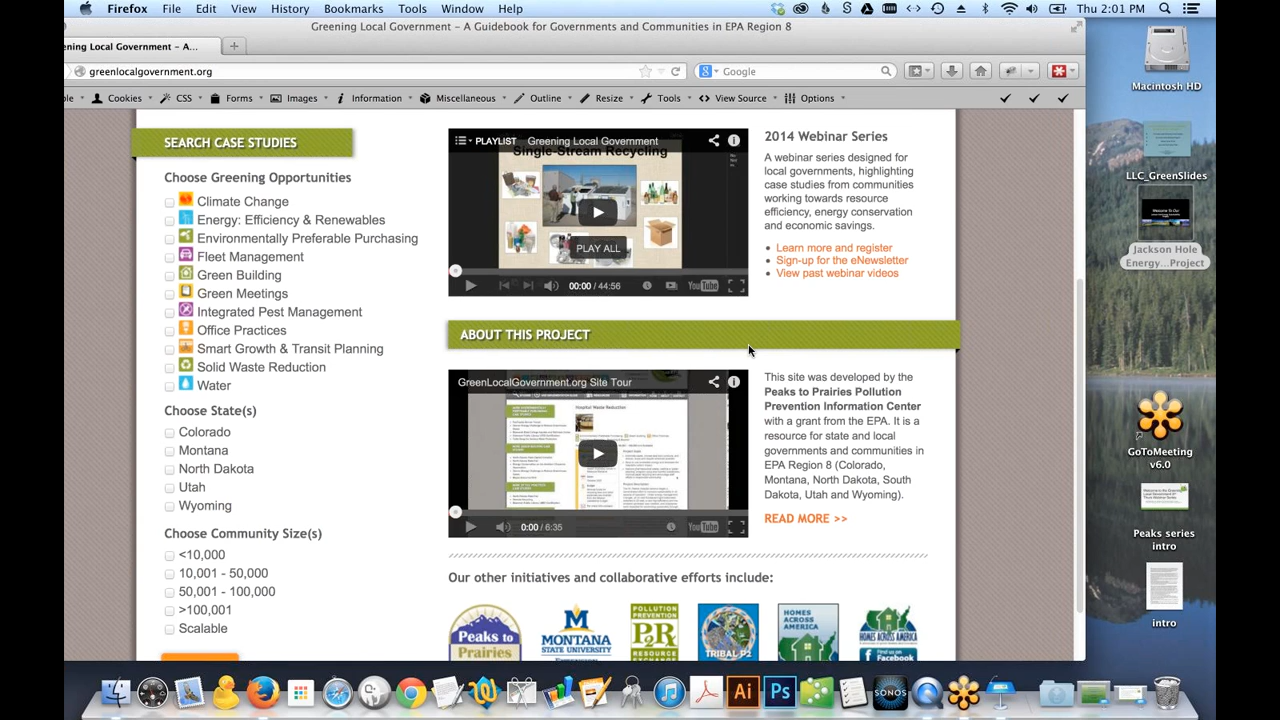 Firefox File Edit View History Bookmarks Tools Window Help
Thu 2:01 PM
Greening Local Government – A Guidebook for Governments and Communities in EPA Region 8
ening Local Government – A...
greenlocalgovernment.org
Google
Cookies CSS Forms Images Information Miscellaneous Outline Resize Tools View Source Options
SEARCH CASE STUDIES
Choose Greening Opportunities
Climate Change
Energy: Efficiency & Renewables
Environmentally Preferable Purchasing
Fleet Management
Green Building
Green Meetings
Integrated Pest Management
Office Practices
Smart Growth & Transit Planning
Solid Waste Reduction
Water
Choose State(s)
Colorado
Montana
North Dakota
Utah
Wyoming
Choose Community Size(s)
<10,000
10,001 - 50,000
50,001 - 100,000
>100,001
Scalable
PLAYLIST Greening Local Government
Single Stream Recycling
PLAY ALL
00:00 / 44:56
YouTube
2014 Webinar Series
A webinar series designed for
local governments, highlighting
case studies from communities
working towards resource
efficiency, energy conservation
and economic savings.
Learn more and register
Sign-up for the eNewsletter
View past webinar videos
ABOUT THIS PROJECT
GreenLocalGovernment.org Site Tour
Hospital Waste Reduction
0:00 / 6:35
YouTube
This site was developed by the
Peaks to Prairies Pollution
Prevention Information Center
with a grant from the EPA. It is a
resource for state and local
governments and communities in
EPA Region 8 (Colorado,
Montana, North Dakota, South
Dakota, Utah and Wyoming).
READ MORE >>
Our other initiatives and collaborative efforts include:
Peaks to
Prairies
MONTANA
STATE UNIVERSITY
POLLUTION
PREVENTION
P2R
RESOURCE
TRIBAL P2
HOMES
ACROSS
AMERICA
HOMES ACROSS
AMERICA
Find us on
Facebook
Macintosh HD
LLC_GreenSlides
Jackson Hole
Energy...Project
GoToMeeting
v6.0
Peaks series
intro
intro
Ai
Ps
SONOS